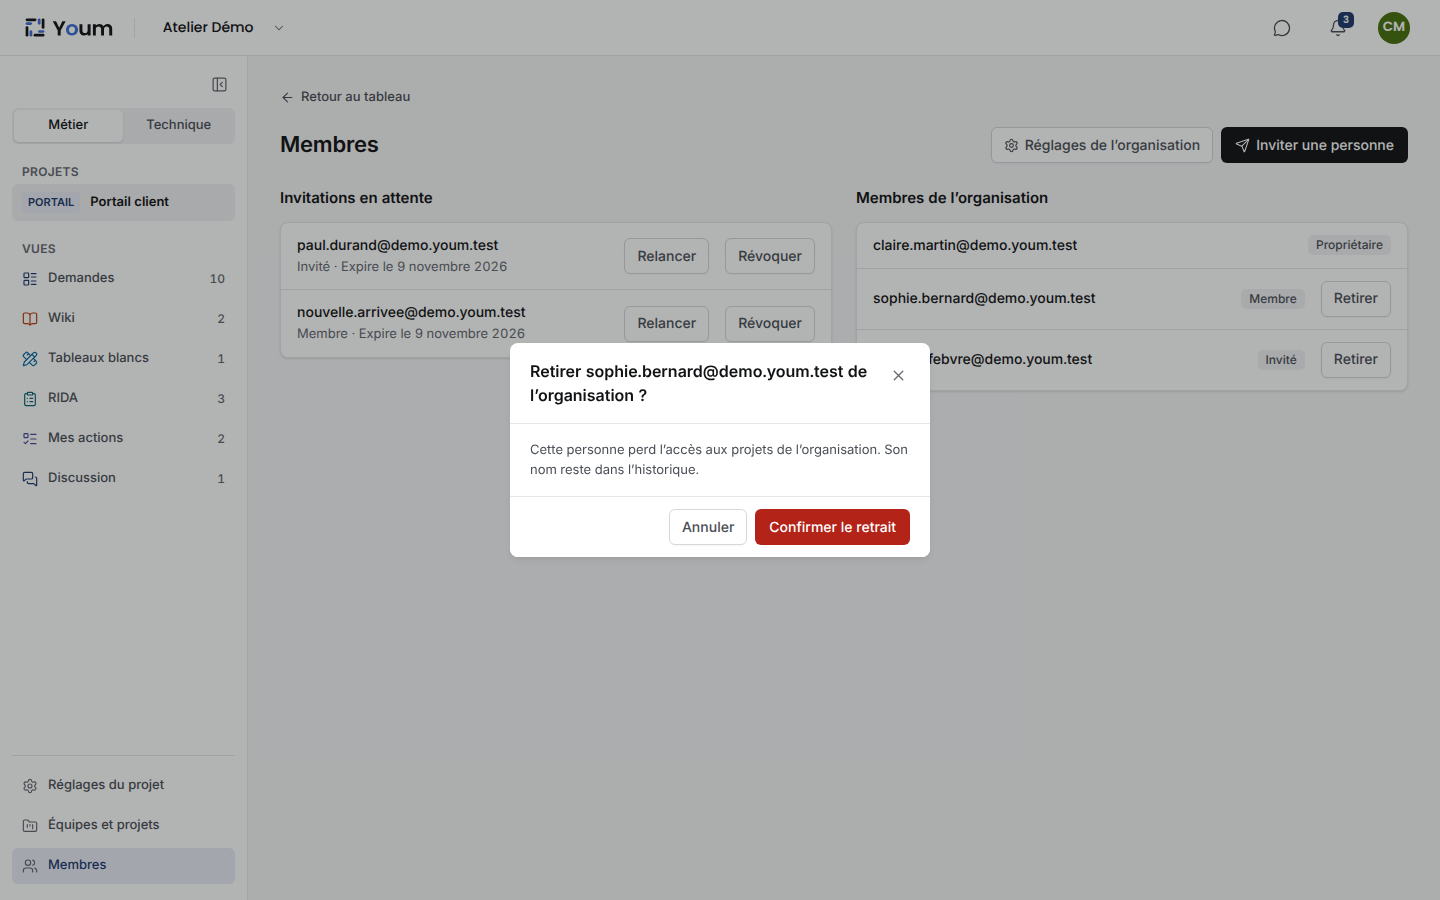 Youm
Atelier Démo
3
CM
Métier
Technique
PROJETS
PORTAIL
Portail client
VUES
Demandes
10
Wiki
2
Tableaux blancs
1
RIDA
3
Mes actions
2
Discussion
1
Réglages du projet
Équipes et projets
Membres
Retour au tableau
Membres
Réglages de l’organisation
Inviter une personne
Invitations en attente
paul.durand@demo.youm.test
Invité · Expire le 9 novembre 2026
Relancer
Révoquer
nouvelle.arrivee@demo.youm.test
Membre · Expire le 9 novembre 2026
Relancer
Révoquer
Membres de l’organisation
claire.martin@demo.youm.test
Propriétaire
sophie.bernard@demo.youm.test
Membre
Retirer
febvre@demo.youm.test
Invité
Retirer
Retirer sophie.bernard@demo.youm.test de
l’organisation ?
Cette personne perd l’accès aux projets de l’organisation. Son
nom reste dans l’historique.
Annuler
Confirmer le retrait